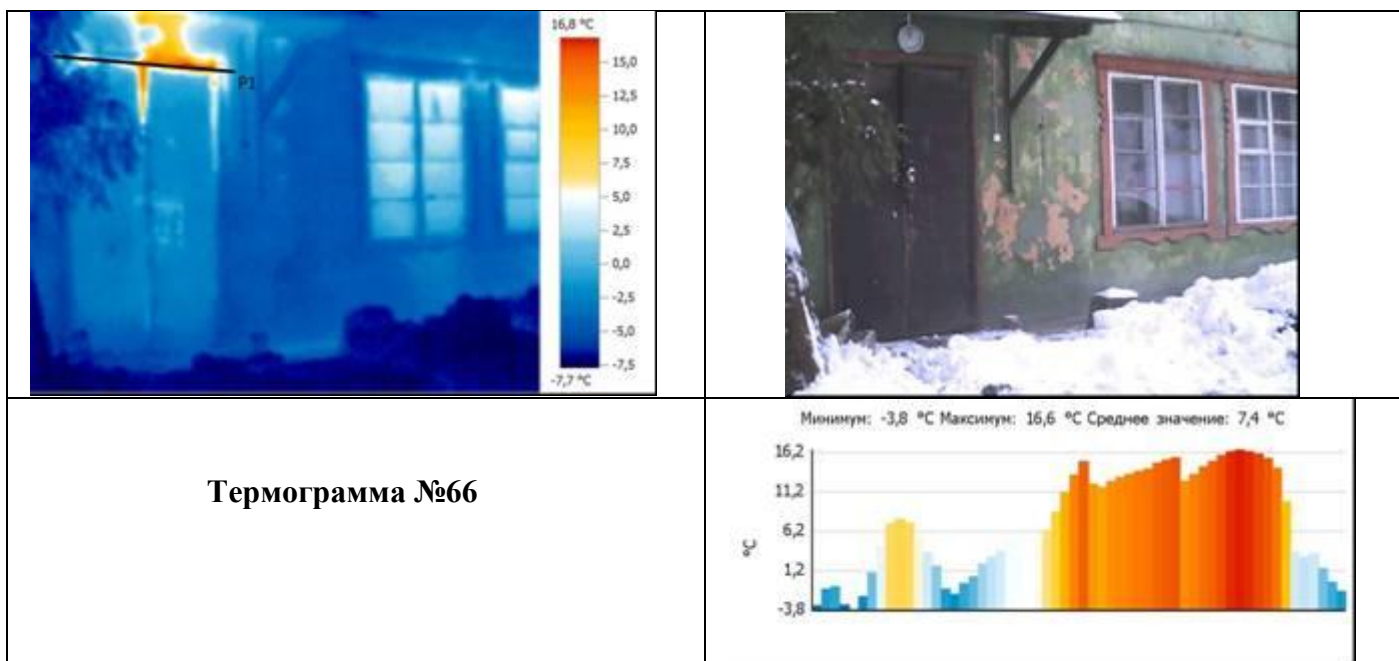 16,8 °C
15,0
12,5
10,0
7,5
5,0
2,5
0,0
-2,5
-5,0
-7,5
-7,7 °C
P1
Термограмма №66
Минимум: -3,8 °C Максимум: 16,6 °C Среднее значение: 7,4 °C
16,2
11,2
6,2
1,2
-3,8
°C